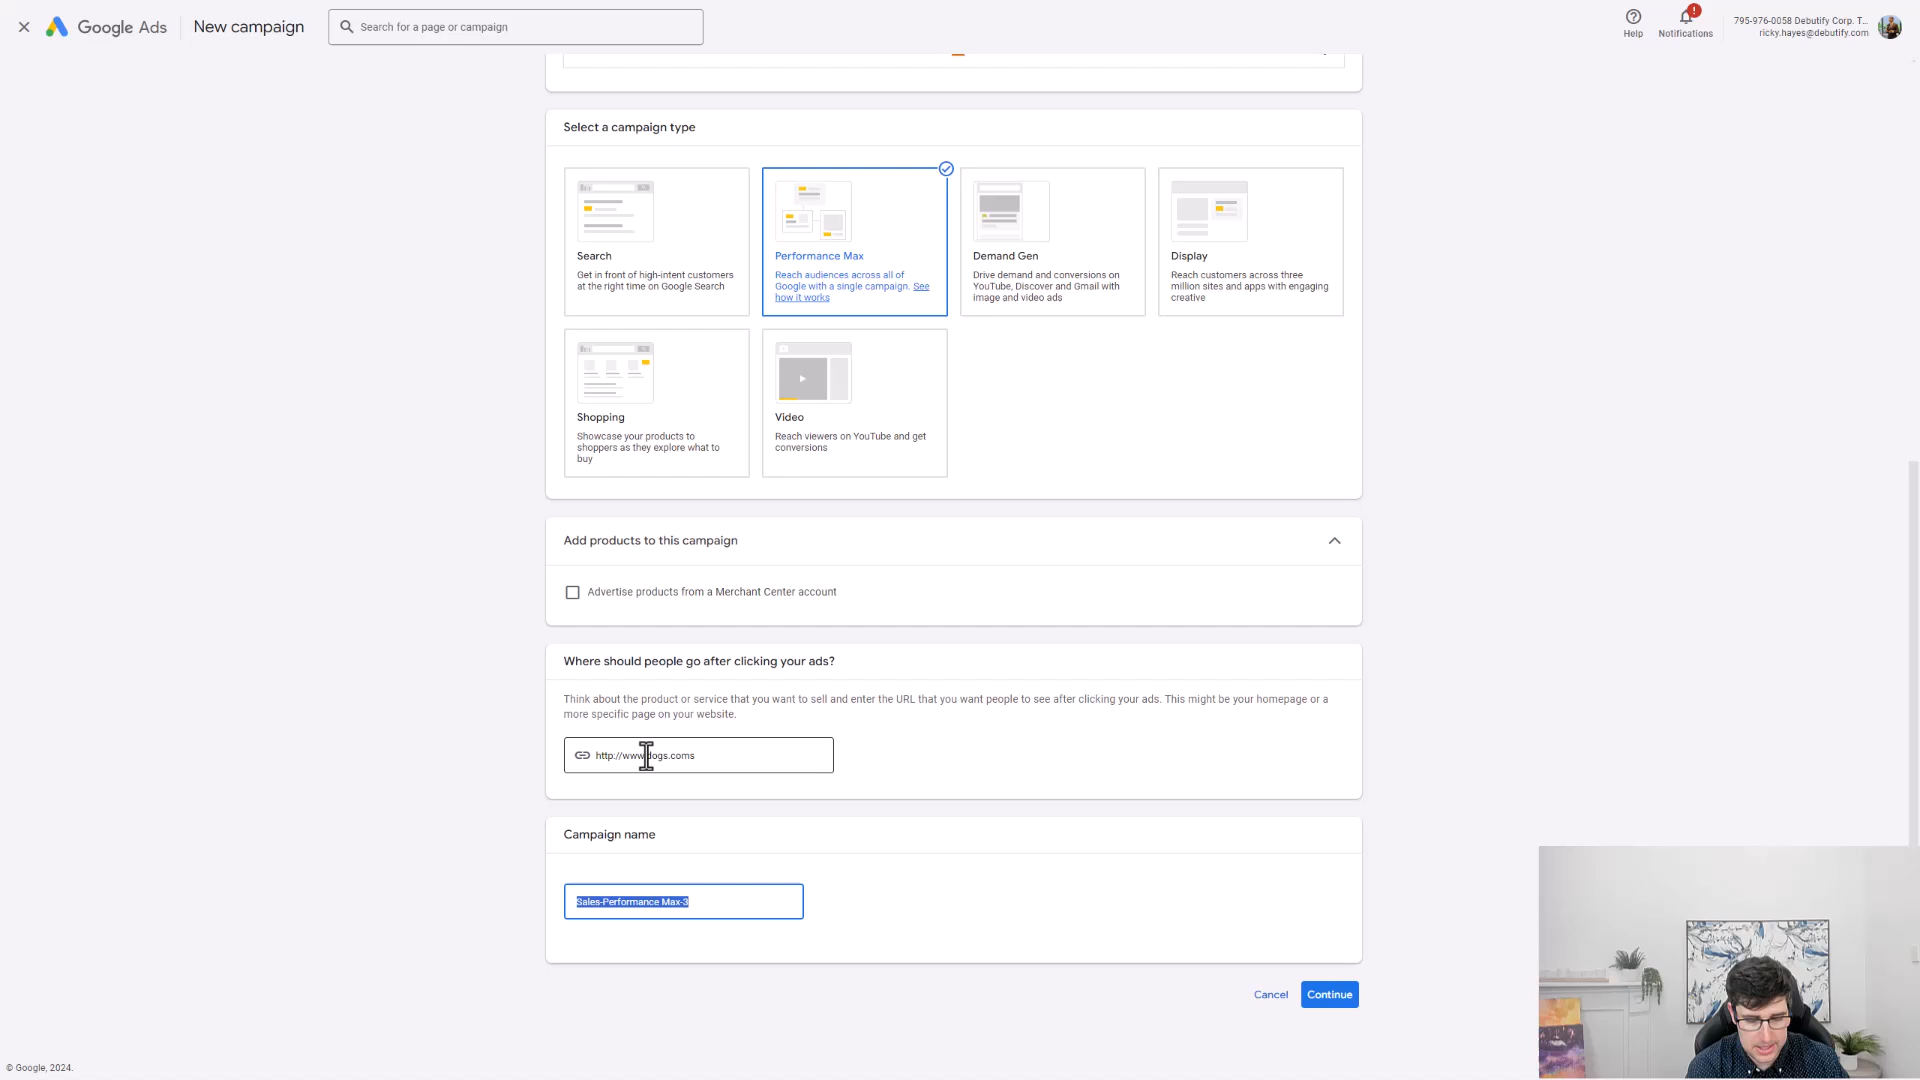 Google Ads
New campaign
Search for a page or campaign
Help
!
Notifications
795-976-0058 Debutify Corp. T...
ricky.hayes@debutify.com
Select a campaign type
Search
Get in front of high-intent customers
at the right time on Google Search
Performance Max
Reach audiences across all of
Google with a single campaign. See
how it works
Demand Gen
Drive demand and conversions on
YouTube, Discover and Gmail with
image and video ads
Display
Reach customers across three
million sites and apps with engaging
creative
Shopping
Showcase your products to
shoppers as they explore what to
buy
Video
Reach viewers on YouTube and get
conversions
Add products to this campaign
Advertise products from a Merchant Center account
Where should people go after clicking your ads?
Think about the product or service that you want to sell and enter the URL that you want people to see after clicking your ads. This might be your homepage or a
more specific page on your website.
http://www.dogs.coms
Campaign name
Sales-Performance Max-3
Cancel
Continue
© Google, 2024.